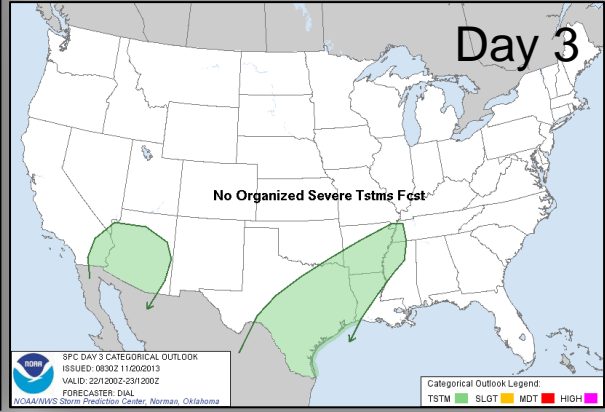 Day 3
No Organized Severe Tstms Fcst
NOAA
SPC DAY 3 CATEGORICAL OUTLOOK
ISSUED: 0830Z 11/20/2013
VALID: 22/1200Z-23/1200Z
FORECASTER: DIAL
NOAA/NWS Storm Prediction Center, Norman, Oklahoma
Categorical Outlook Legend:
TSTM SLGT MDT HIGH